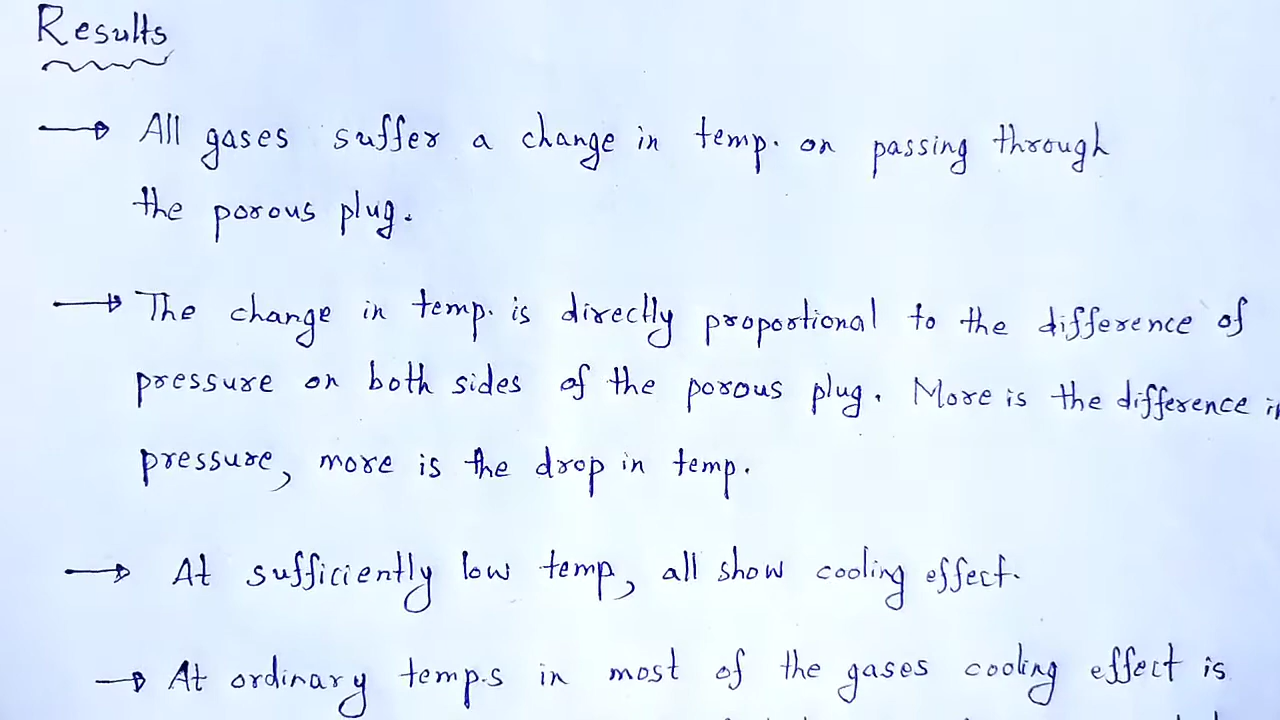 Results
→ All gases suffer a change in temp. on passing through
the porous plug.
→ The change in temp. is directly proportional to the difference of
pressure on both sides of the porous plug. More is the difference in
pressure, more is the drop in temp.
→ At sufficiently low temp, all show cooling effect.
→ At ordinary temp.s in most of the gases cooling effect is